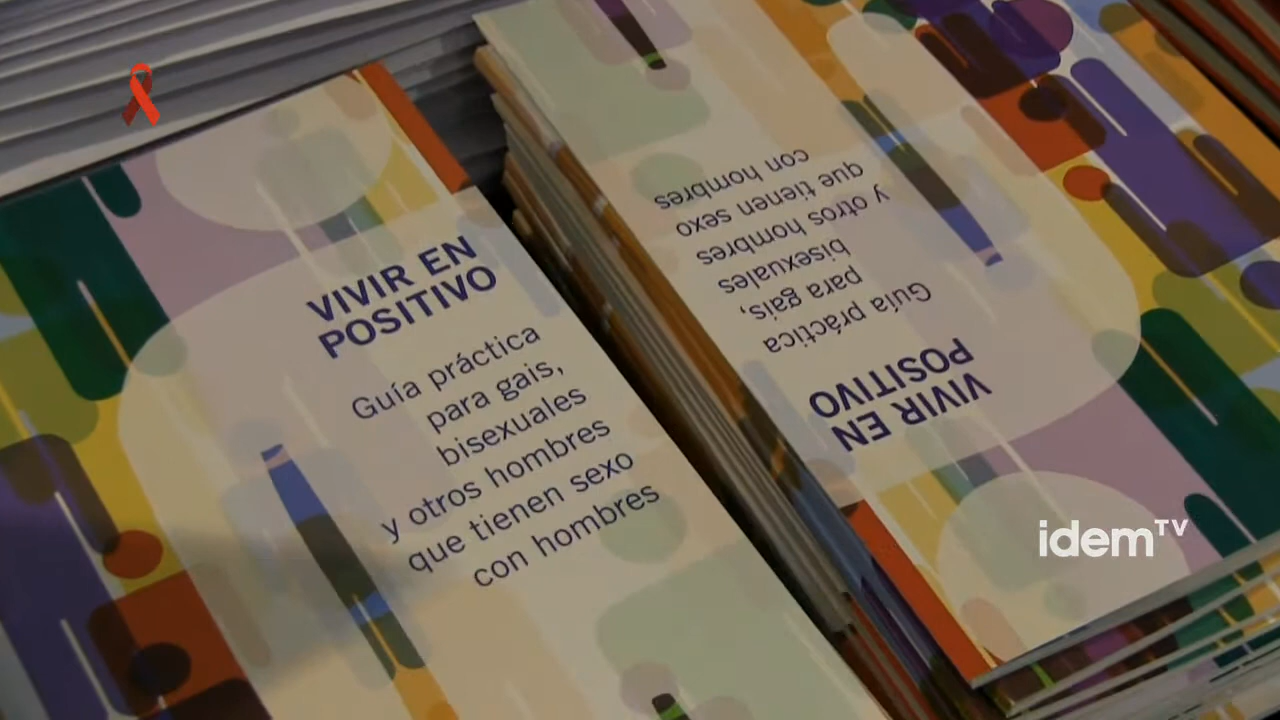 VIVIR EN
POSITIVO
Guía práctica
para gais,
bisexuales
y otros hombres
que tienen sexo
con hombres
VIVIR EN
POSITIVO
Guía práctica
para gais,
bisexuales
y otros hombres
que tienen sexo
con hombres
idemTV